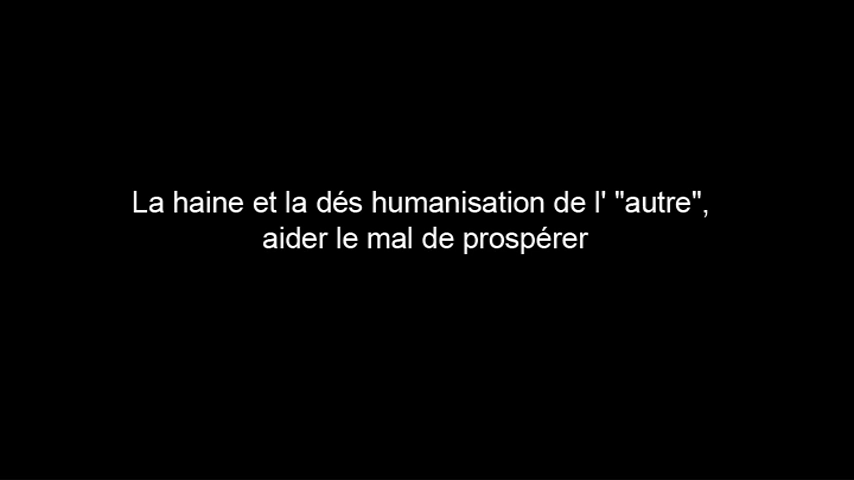 La haine et la dés humanisation de l' "autre",
aider le mal de prospérer